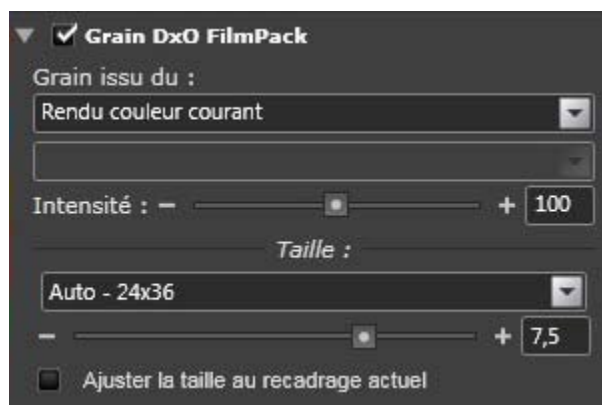 Grain DxO FilmPack
Grain issu du :
Rendu couleur courant
Intensité : − + 100
Taille :
Auto - 24x36
− + 7,5
Ajuster la taille au recadrage actuel